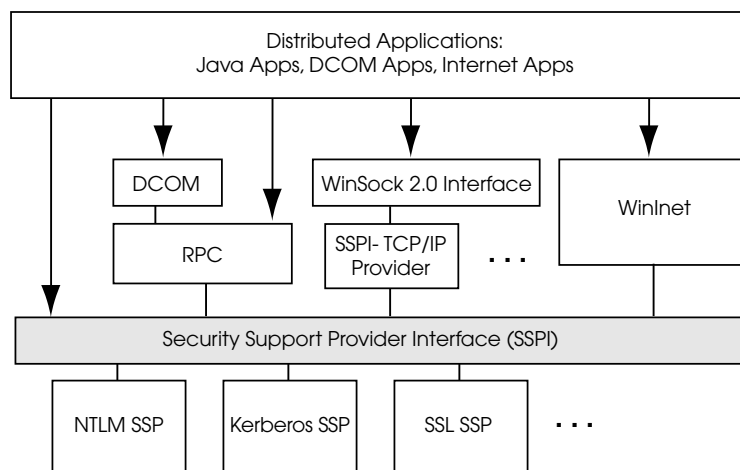 Distributed Applications:
Java Apps, DCOM Apps, Internet Apps
DCOM
WinSock 2.0 Interface
WinInet
RPC
SSPI- TCP/IP
Provider
. . .
Security Support Provider Interface (SSPI)
NTLM SSP
Kerberos SSP
SSL SSP
. . .